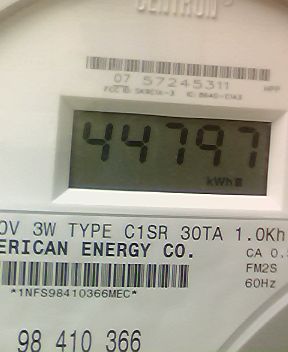 CENTRON
07 57245311
44797
kWh
0V 3W TYPE C1SR 30TA 1.0Kh
ERICAN ENERGY CO.
CA 0.
FM2S
60Hz
*1NFS98410366MEC*
98 410 366